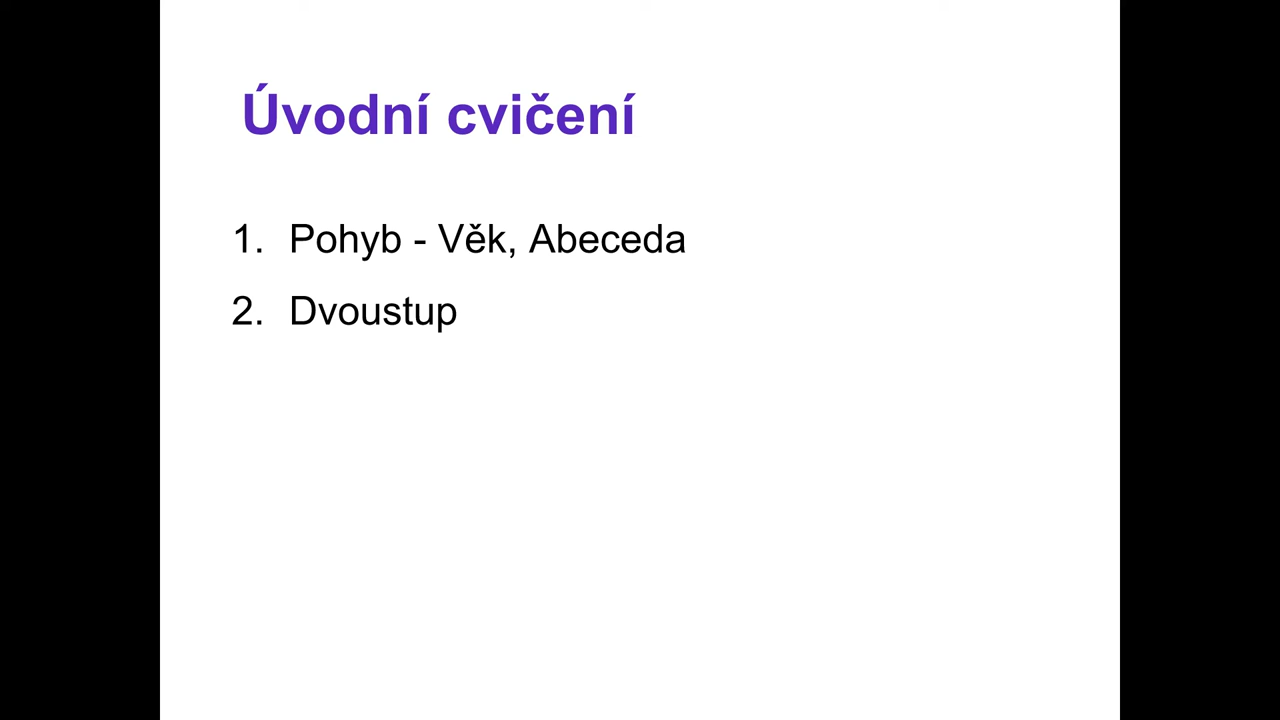 Úvodní cvičení
1. Pohyb - Věk, Abeceda
2. Dvoustup